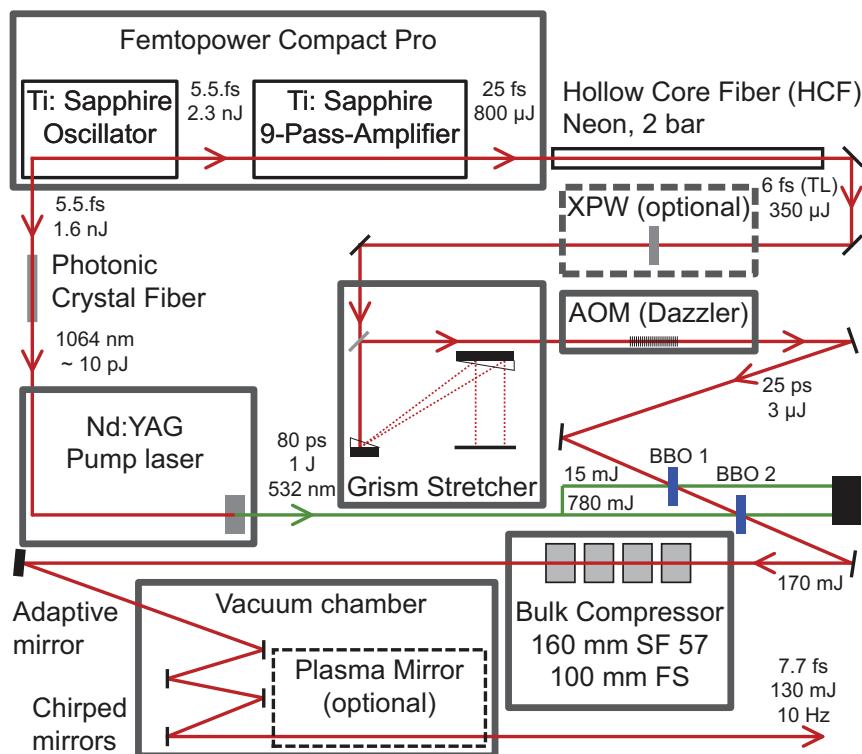 Femtopower Compact Pro
Ti: Sapphire
Oscillator
5.5.fs
2.3 nJ
Ti: Sapphire
9-Pass-Amplifier
25 fs
800 µJ
Hollow Core Fiber (HCF)
Neon, 2 bar
5.5.fs
1.6 nJ
6 fs (TL)
350 µJ
XPW (optional)
Photonic
Crystal Fiber
AOM (Dazzler)
1064 nm
~ 10 pJ
25 ps
3 µJ
Nd:YAG
Pump laser
80 ps
1 J
532 nm
Grism Stretcher
BBO 1
BBO 2
15 mJ
780 mJ
170 mJ
Bulk Compressor
160 mm SF 57
100 mm FS
Adaptive
mirror
Vacuum chamber
Plasma Mirror
(optional)
Chirped
mirrors
7.7 fs
130 mJ
10 Hz